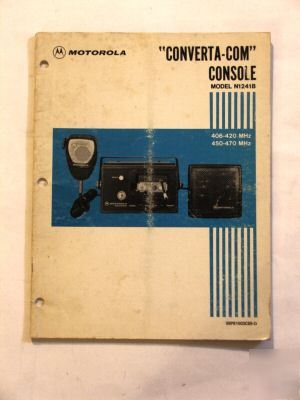 MOTOROLA
"CONVERTA-COM"
CONSOLE
MODEL N1241B
406-420 MHz
450-470 MHz